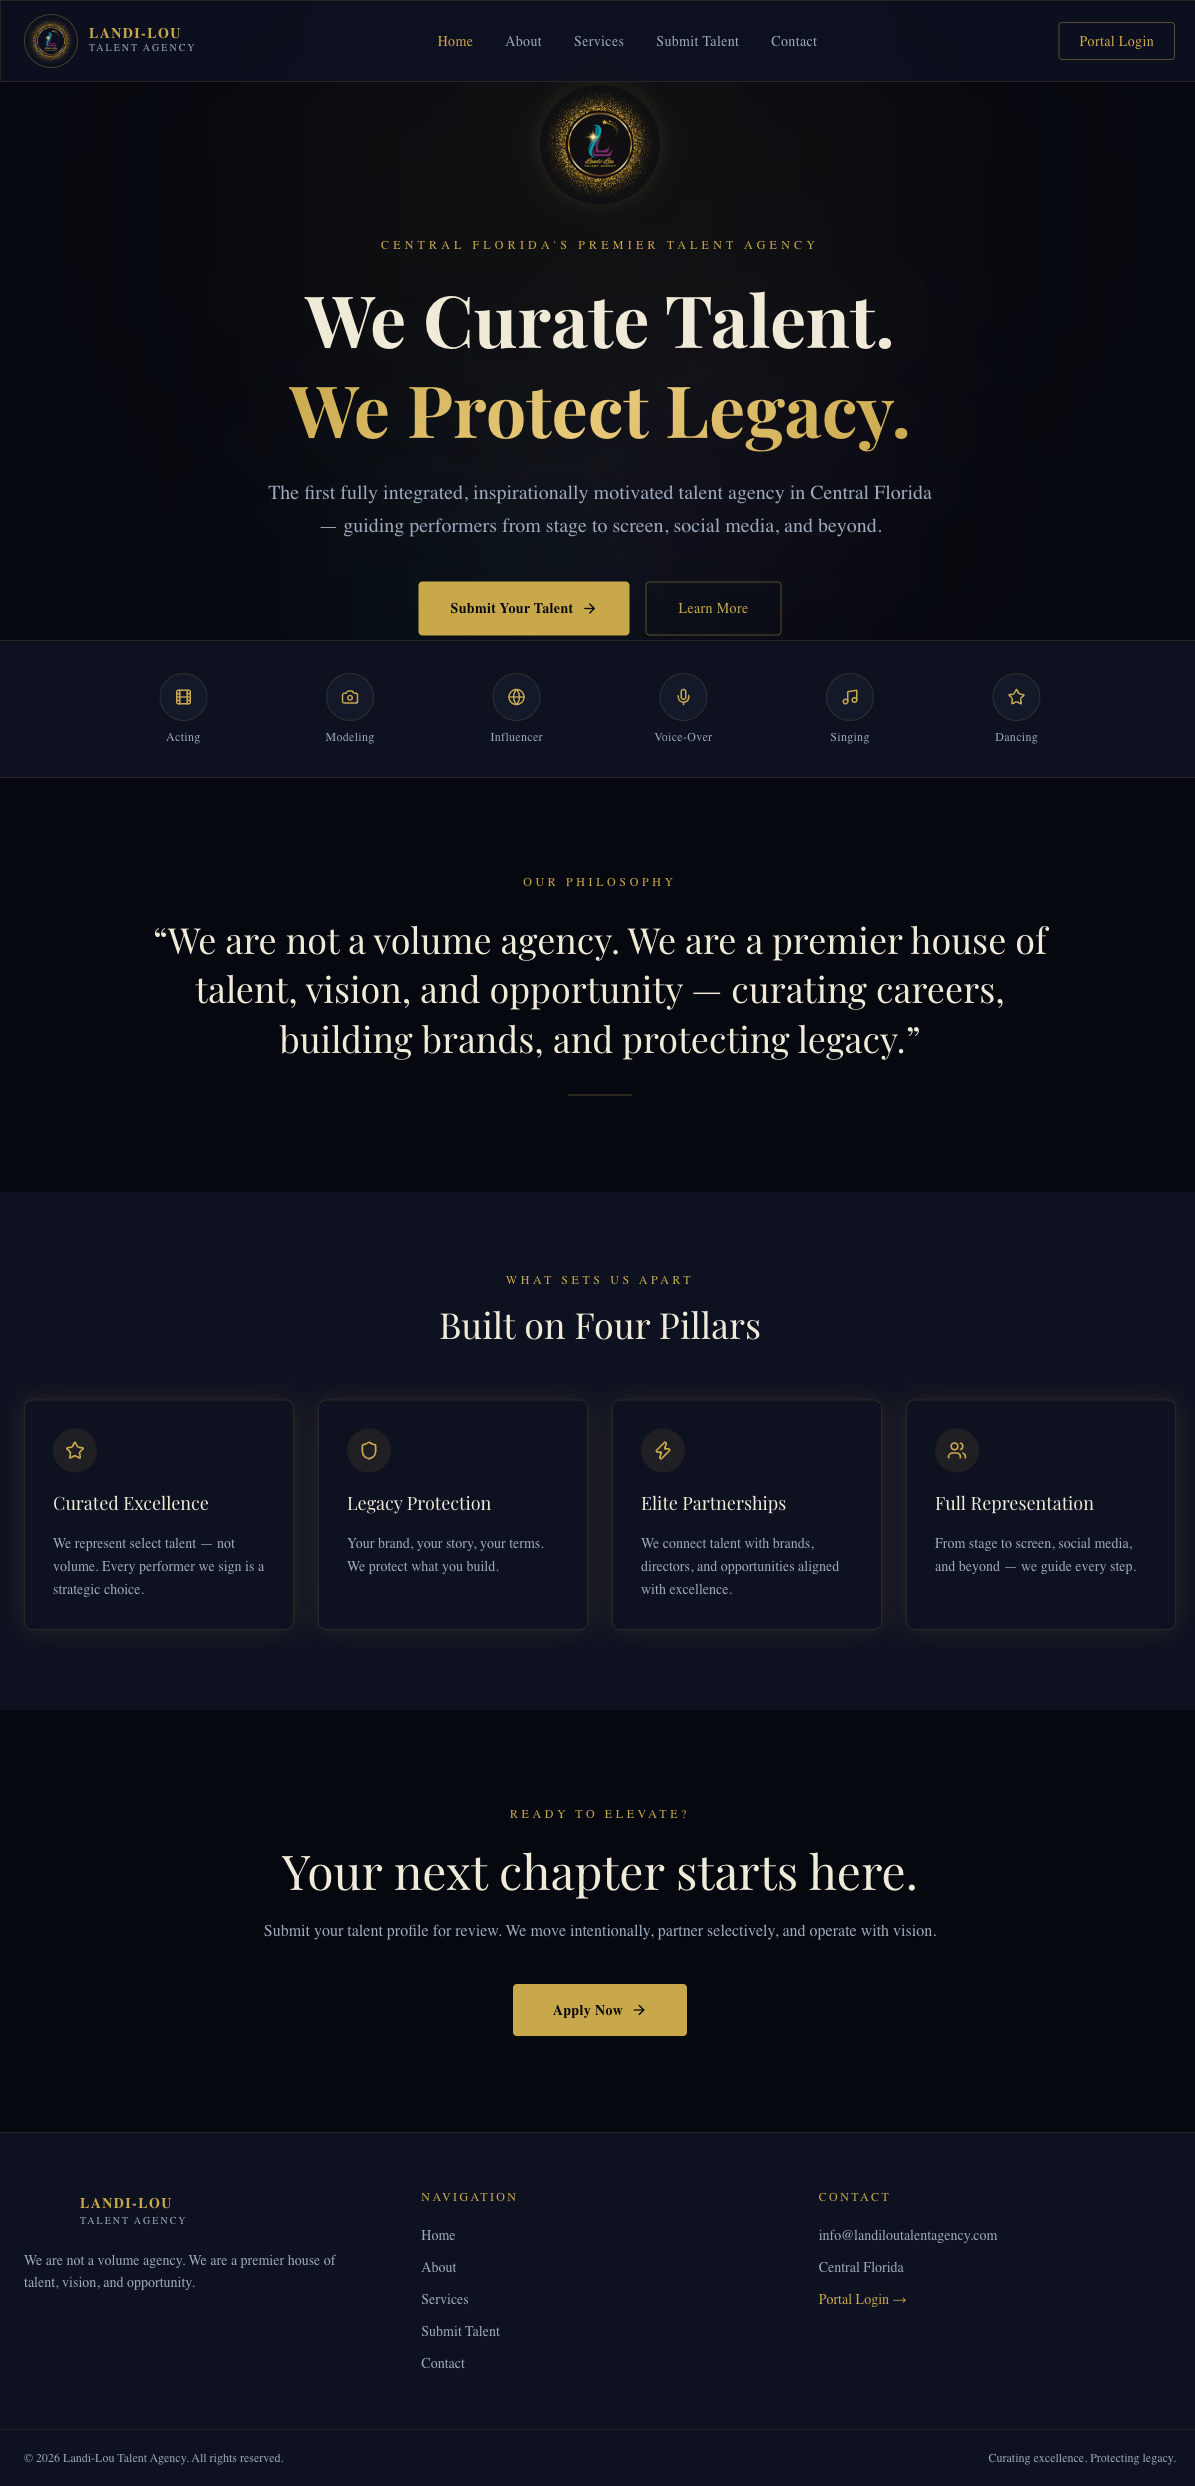 LANDI-LOU
TALENT AGENCY
Home
About
Services
Submit Talent
Contact
Portal Login
Landi-Lou
TALENT AGENCY
CENTRAL FLORIDA'S PREMIER TALENT AGENCY
We Curate Talent.
We Protect Legacy.
The first fully integrated, inspirationally motivated talent agency in Central Florida
— guiding performers from stage to screen, social media, and beyond.
Submit Your Talent →
Learn More
Acting
Modeling
Influencer
Voice-Over
Singing
Dancing
OUR PHILOSOPHY
“We are not a volume agency. We are a premier house of
talent, vision, and opportunity — curating careers,
building brands, and protecting legacy.”
WHAT SETS US APART
Built on Four Pillars
Curated Excellence
We represent select talent — not
volume. Every performer we sign is a
strategic choice.
Legacy Protection
Your brand, your story, your terms.
We protect what you build.
Elite Partnerships
We connect talent with brands,
directors, and opportunities aligned
with excellence.
Full Representation
From stage to screen, social media,
and beyond — we guide every step.
READY TO ELEVATE?
Your next chapter starts here.
Submit your talent profile for review. We move intentionally, partner selectively, and operate with vision.
Apply Now →
LANDI-LOU
TALENT AGENCY
We are not a volume agency. We are a premier house of
talent, vision, and opportunity.
NAVIGATION
Home
About
Services
Submit Talent
Contact
CONTACT
info@landiloutalentagency.com
Central Florida
Portal Login →
© 2026 Landi-Lou Talent Agency. All rights reserved.
Curating excellence. Protecting legacy.